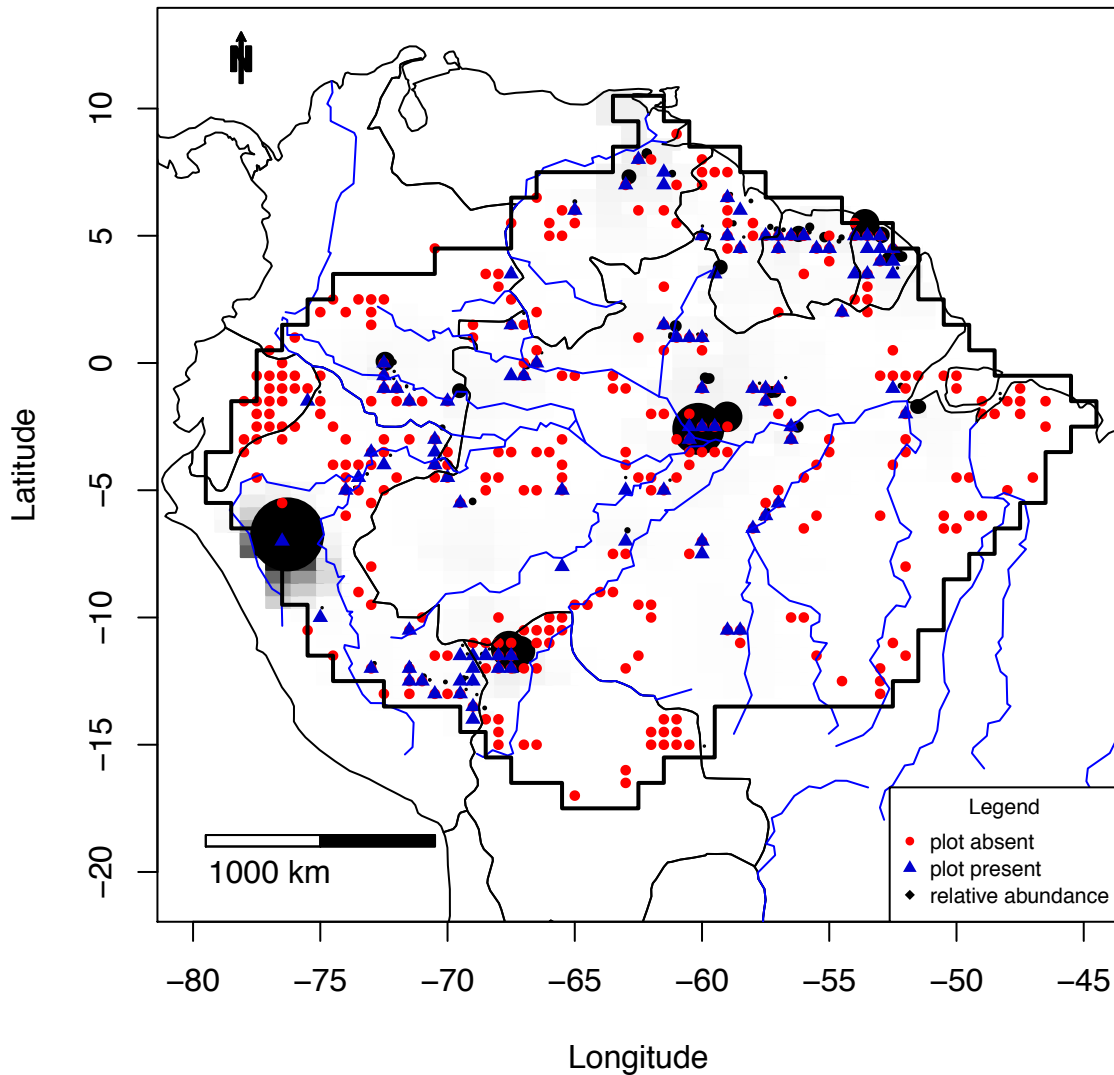 N
10
5
0
−5
−10
−15
−20
Latitude
1000 km
Legend
plot absent
plot present
relative abundance
−80
−75
−70
−65
−60
−55
−50
−45
Longitude